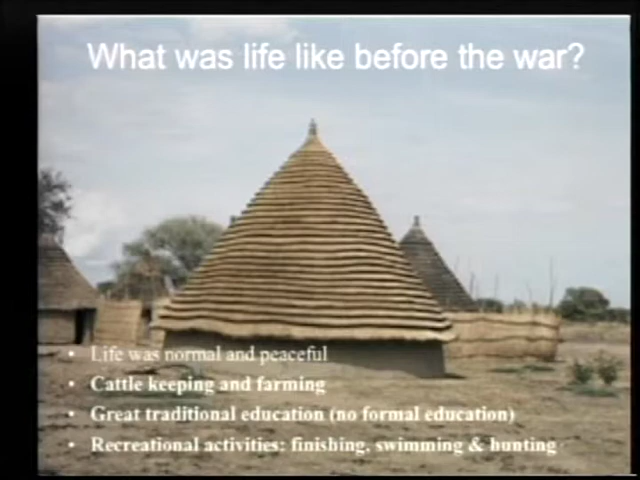 What was life like before the war?
• Life was normal and peaceful
• Cattle keeping and farming
• Great traditional education (no formal education)
• Recreational activities: finishing, swimming & hunting